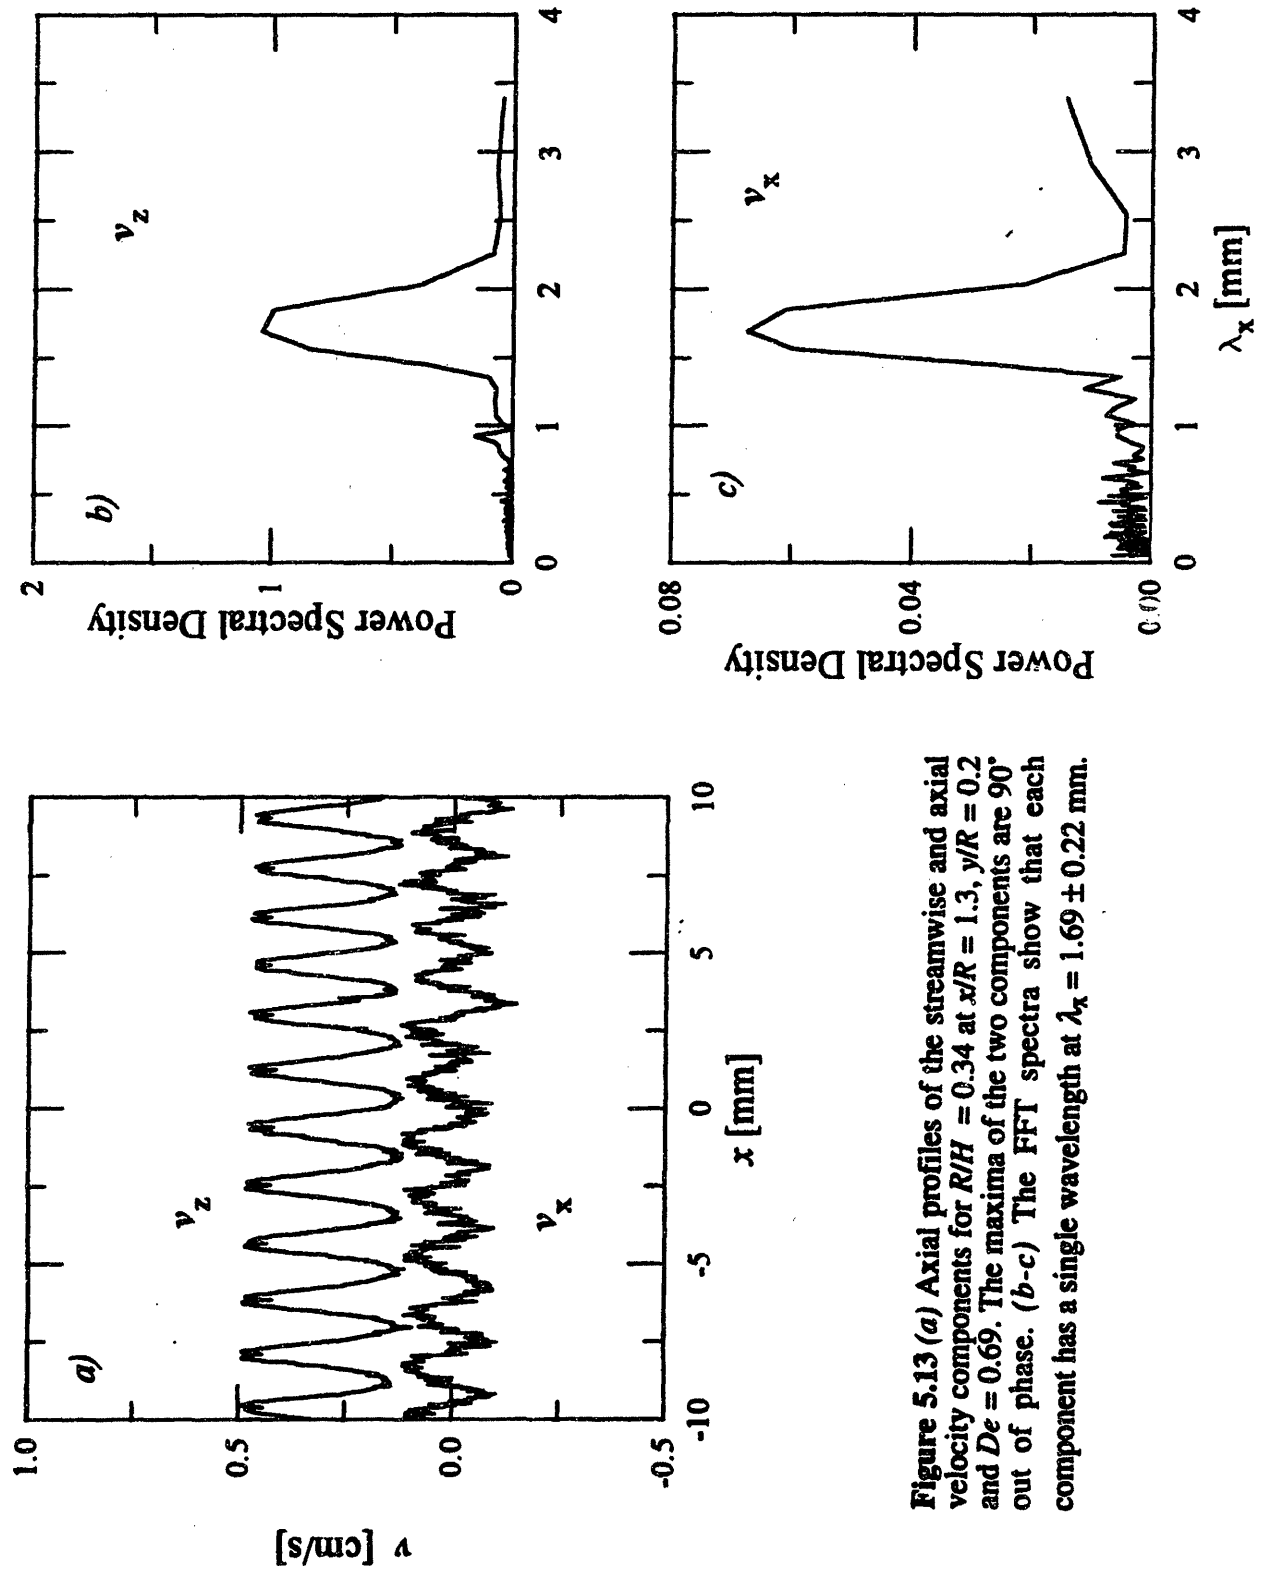 a)
1.0
0.5
0.0
-0.5
v [cm/s]
v_z
v_x
-10
-5
0
5
10
x [mm]
b)
2
1
0
Power Spectral Density
v_z
0
1
2
3
4
c)
0.08
0.04
0.00
Power Spectral Density
v_x
0
1
2
3
4
λ_x [mm]
Figure 5.13 (a) Axial profiles of the streamwise and axial
velocity components for R/H = 0.34 at x/R = 1.3, y/R = 0.2
and De = 0.69. The maxima of the two components are 90°
out of phase. (b-c) The FFT spectra show that each
component has a single wavelength at λ_x = 1.69 ± 0.22 mm.